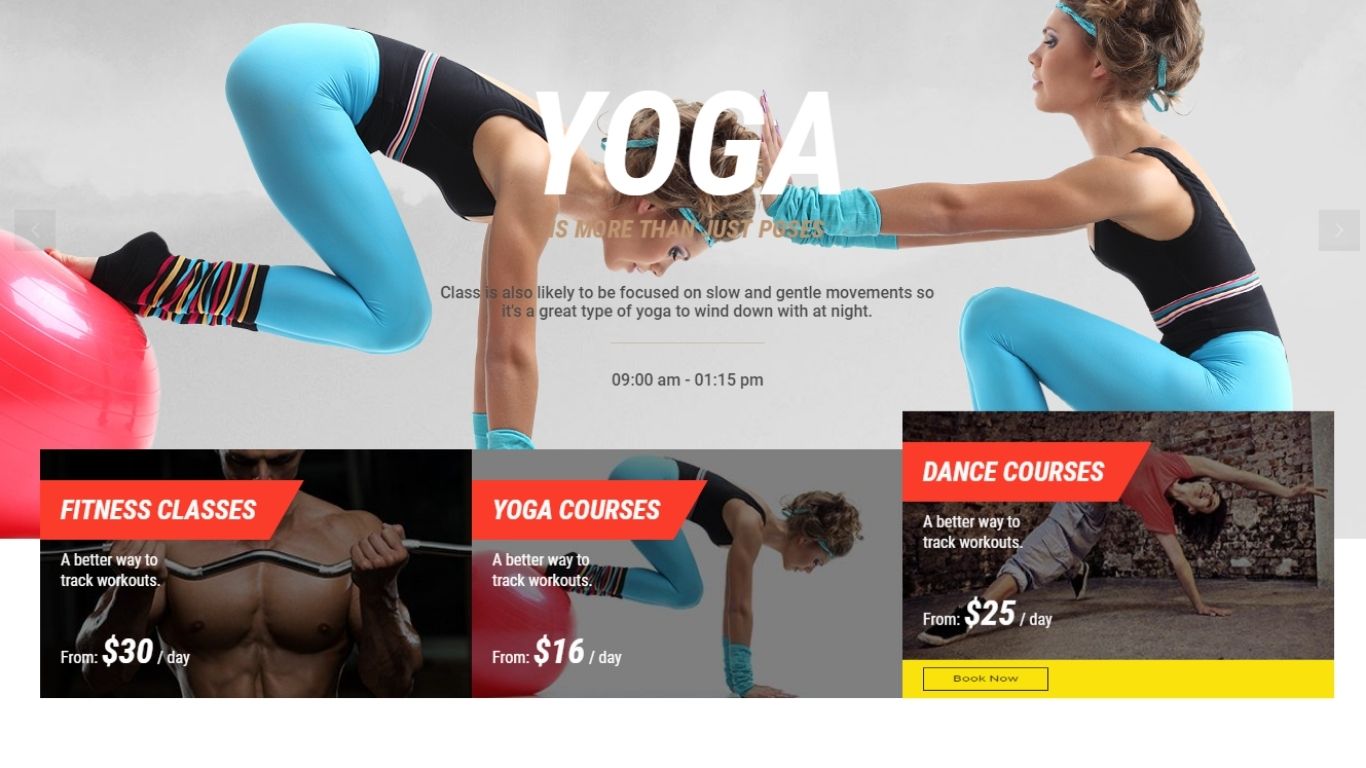 YOGA
IS MORE THAN JUST POSES
Class is also likely to be focused on slow and gentle movements so
it's a great type of yoga to wind down with at night.
09:00 am - 01:15 pm
FITNESS CLASSES
A better way to
track workouts.
From: $30 / day
YOGA COURSES
A better way to
track workouts.
From: $16 / day
DANCE COURSES
A better way to
track workouts.
From: $25 / day
Book Now